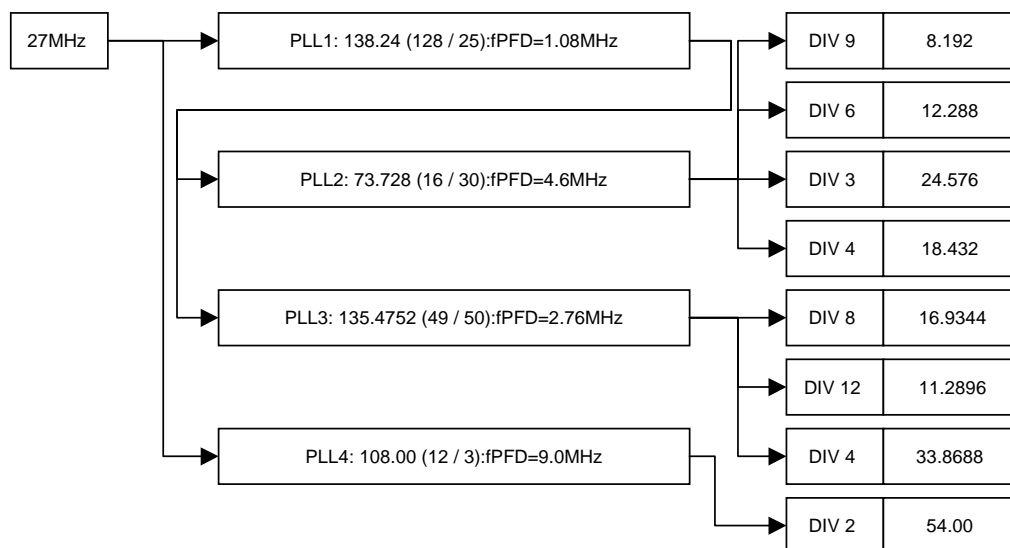 27MHz
PLL1: 138.24 (128 / 25):fPFD=1.08MHz
DIV 9 8.192
DIV 6 12.288
PLL2: 73.728 (16 / 30):fPFD=4.6MHz
DIV 3 24.576
DIV 4 18.432
PLL3: 135.4752 (49 / 50):fPFD=2.76MHz
DIV 8 16.9344
DIV 12 11.2896
PLL4: 108.00 (12 / 3):fPFD=9.0MHz
DIV 4 33.8688
DIV 2 54.00